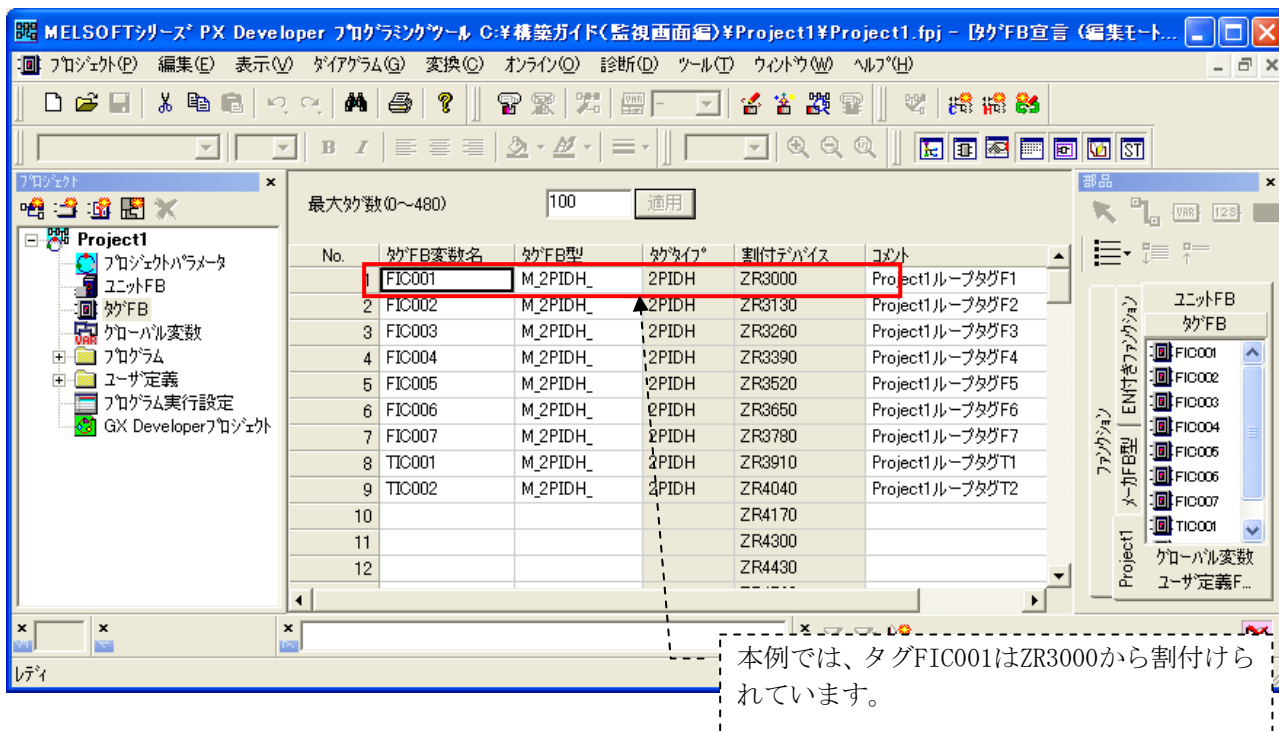 MELSOFTシリーズ PX Developer プログラミングツール C:¥構築ガイド(監視画面編)¥Project1¥Project1.fpj - [タグFB宣言 (編集モート...
プロジェクト(P) 編集(E) 表示(V) ダイアグラム(G) 変換(C) オンライン(O) 診断(D) ツール(T) ウィンドウ(W) ヘルプ(H)
プロジェクト
Project1
プロジェクトパラメータ
ユニットFB
タグFB
グローバル変数
プログラム
ユーザ定義
プログラム実行設定
GX Developerプロジェクト
最大タグ数(0~480) 100 適用
No. タグFB変数名 タグFB型 タグタイプ 割付デバイス コメント
1 FIC001 M_2PIDH_ 2PIDH ZR3000 Project1ループタグF1
2 FIC002 M_2PIDH_ 2PIDH ZR3130 Project1ループタグF2
3 FIC003 M_2PIDH_ 2PIDH ZR3260 Project1ループタグF3
4 FIC004 M_2PIDH_ 2PIDH ZR3390 Project1ループタグF4
5 FIC005 M_2PIDH_ 2PIDH ZR3520 Project1ループタグF5
6 FIC006 M_2PIDH_ 2PIDH ZR3650 Project1ループタグF6
7 FIC007 M_2PIDH_ 2PIDH ZR3780 Project1ループタグF7
8 TIC001 M_2PIDH_ 2PIDH ZR3910 Project1ループタグT1
9 TIC002 M_2PIDH_ 2PIDH ZR4040 Project1ループタグT2
10 ZR4170
11 ZR4300
12 ZR4430
部品
VAR 123
ファンクション
EN付きファンクション
メーカFB型
Project1
ユニットFB
タグFB
FIC001
FIC002
FIC003
FIC004
FIC005
FIC006
FIC007
TIC001
グローバル変数
ユーザ定義F...
レディ
本例では、タグFIC001はZR3000から割付けら
れています。